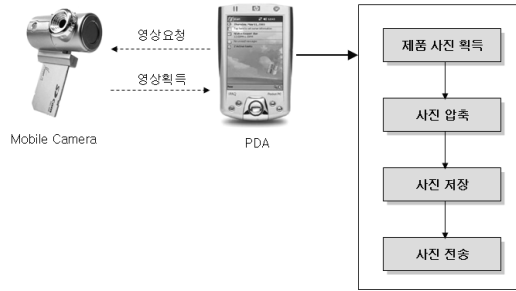 영상요청
영상획득
Mobile Camera
PDA
제품 사진 획득
사진 압축
사진 저장
사진 전송